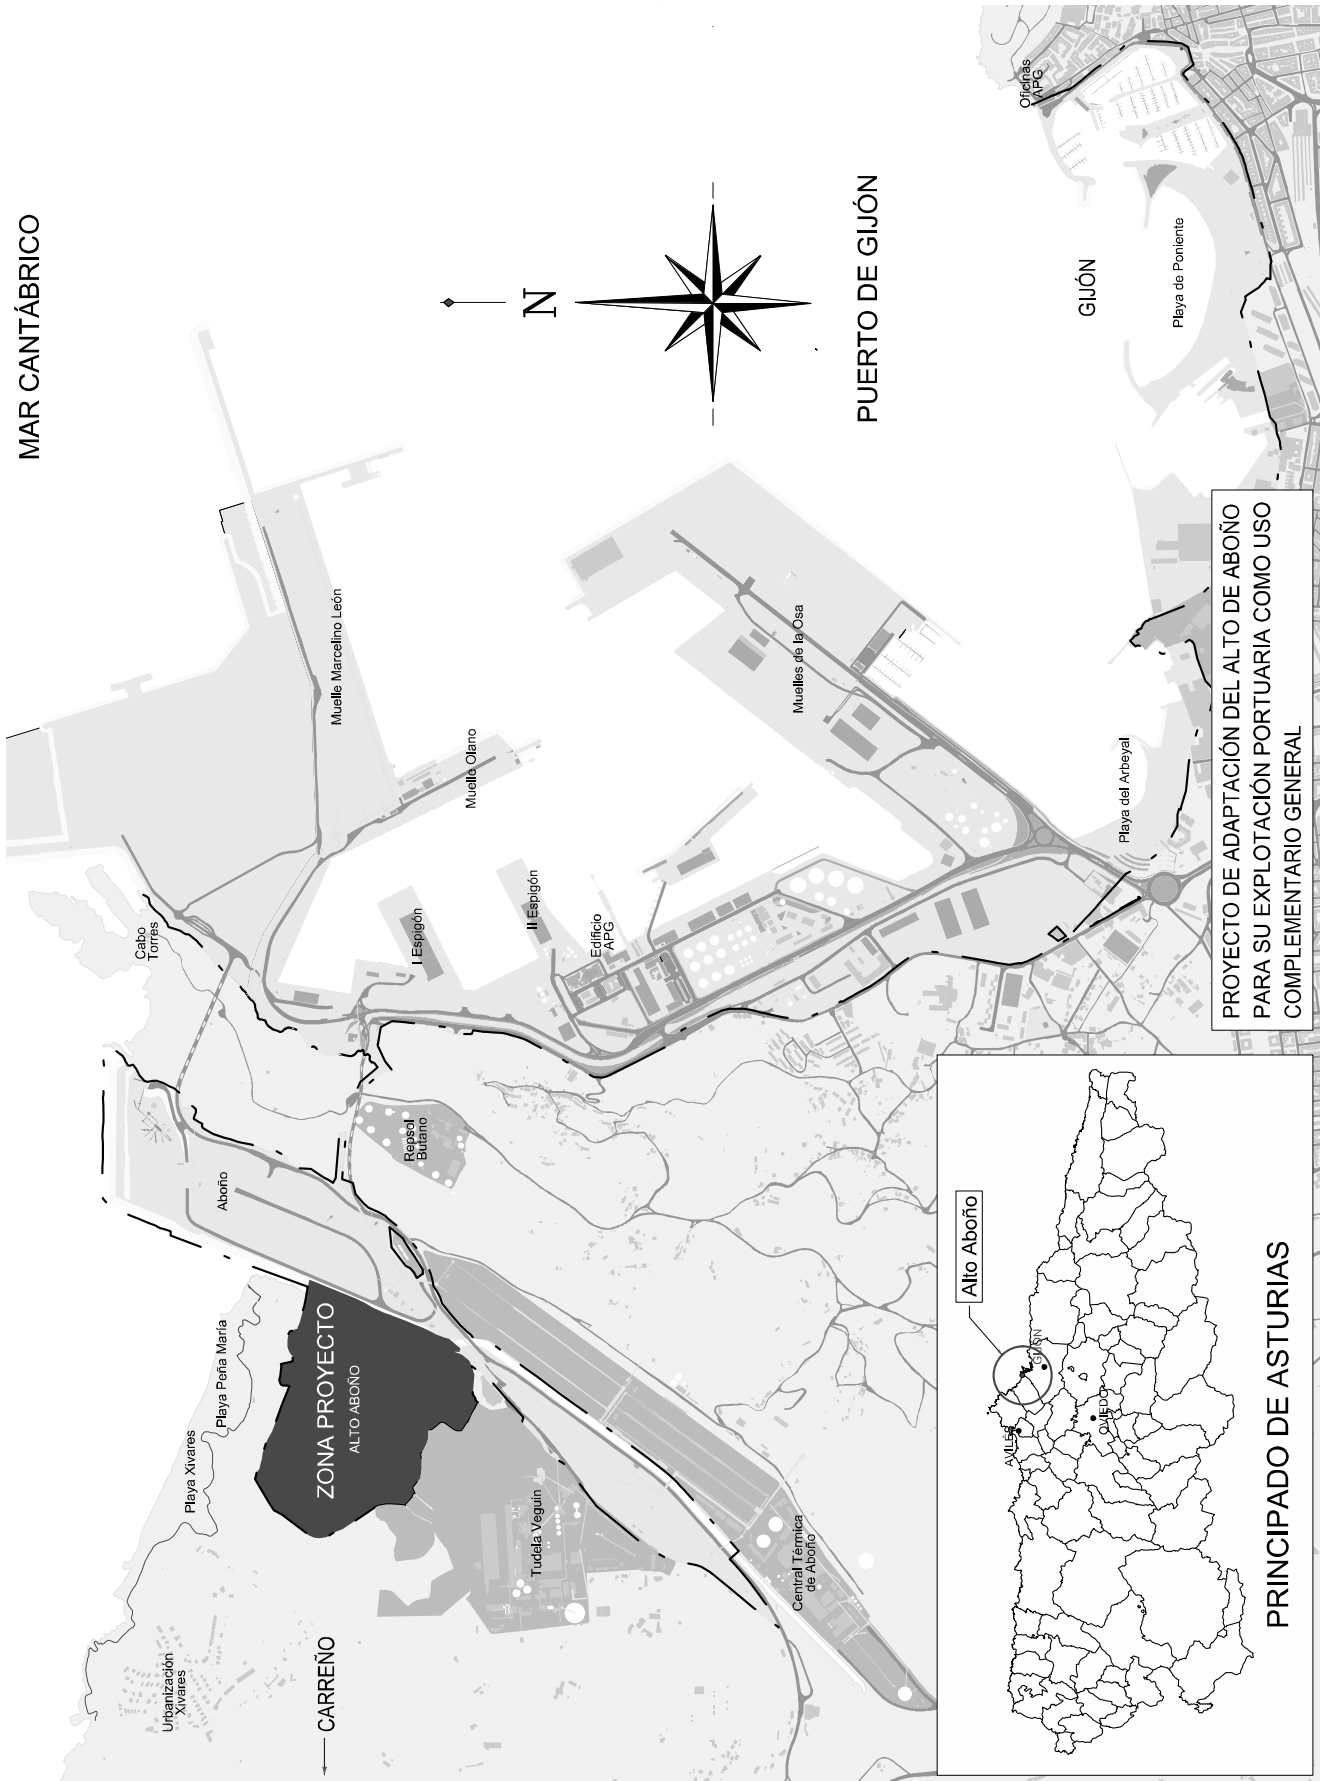 MAR CANTÁBRICO
N
PUERTO DE GIJÓN
Oficinas
APG
GIJÓN
Playa de Poniente
Muelle Marcelino León
Muelle Olano
Muelles de la Osa
Playa del Arbeyal
Cabo
Torres
I Espigón
II Espigón
Edificio
APG
Aboño
Repsol
Butano
Playa Peña María
Playa Xivares
ZONA PROYECTO
ALTO ABOÑO
Tudela Veguin
Central Térmica
de Aboño
Urbanización
Xivares
CARREÑO
PROYECTO DE ADAPTACIÓN DEL ALTO DE ABOÑO
PARA SU EXPLOTACIÓN PORTUARIA COMO USO
COMPLEMENTARIO GENERAL
Alto Aboño
GIJÓN
AVILÉS
OVIEDO
PRINCIPADO DE ASTURIAS